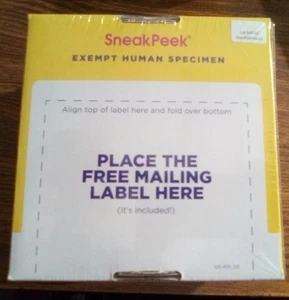 SneakPeek®
EXEMPT HUMAN SPECIMEN
Align top of label here and fold over bottom
PLACE THE
FREE MAILING
LABEL HERE
(It's included!)